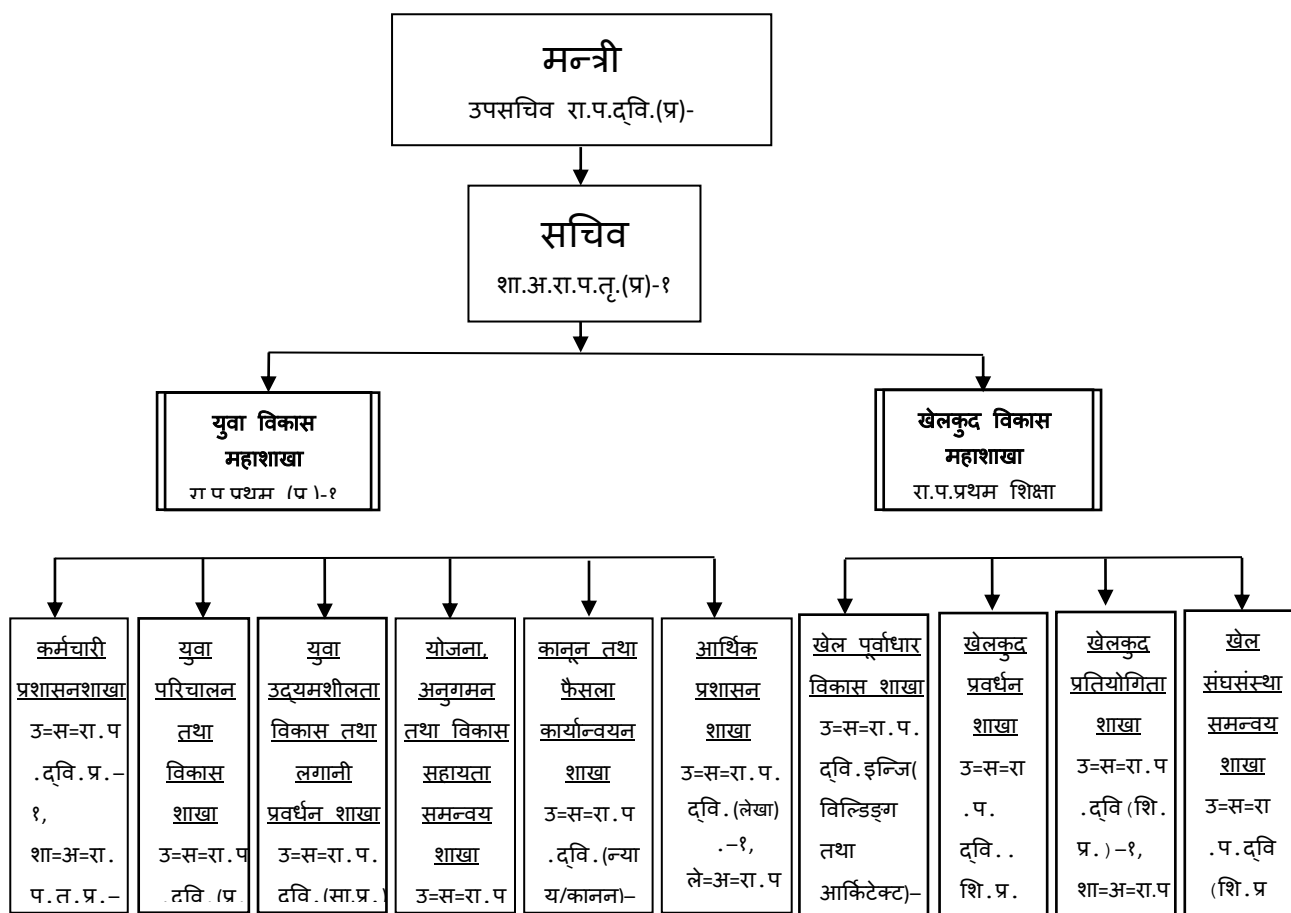 मन्त्री
उपसचिव रा.प.द्वि.(प्र)-
सचिव
शा.अ.रा.प.तृ.(प्र)-१
युवा विकास
महाशाखा
रा.प.प्रथम (प्र.)-१
खेलकुद विकास
महाशाखा
रा.प.प्रथम शिक्षा
कर्मचारी
प्रशासनशाखा
उ=स=रा.प
.द्वि.प्र.–
१,
शा=अ=रा.
प.त.प्र.–
युवा
परिचालन
तथा
विकास
शाखा
उ=स=रा.प
.द्वि.(प्र.
युवा
उद्यमशीलता
विकास तथा
लगानी
प्रवर्धन शाखा
उ=स=रा.प.
द्वि.(सा.प्र.)
योजना,
अनुगमन
तथा विकास
सहायता
समन्वय
शाखा
उ=स=रा.प
कानून तथा
फैसला
कार्यान्वयन
शाखा
उ=स=रा.प
.द्वि.(न्या
य/कानून)–
आर्थिक
प्रशासन
शाखा
उ=स=रा.प.
द्वि.(लेखा)
.–१,
ले=अ=रा.प
खेल पूर्वाधार
विकास शाखा
उ=स=रा.प.
द्वि.इन्जि(
विल्डिङ्ग
तथा
आर्किटेक्ट)–
खेलकुद
प्रवर्धन
शाखा
उ=स=रा
.प.
द्वि..
शि.प्र.
खेलकुद
प्रतियोगिता
शाखा
उ=स=रा.प
.द्वि(शि.
प्र.)–१,
शा=अ=रा.प
खेल
संघसंस्था
समन्वय
शाखा
उ=स=रा
.प.द्वि
(शि.प्र